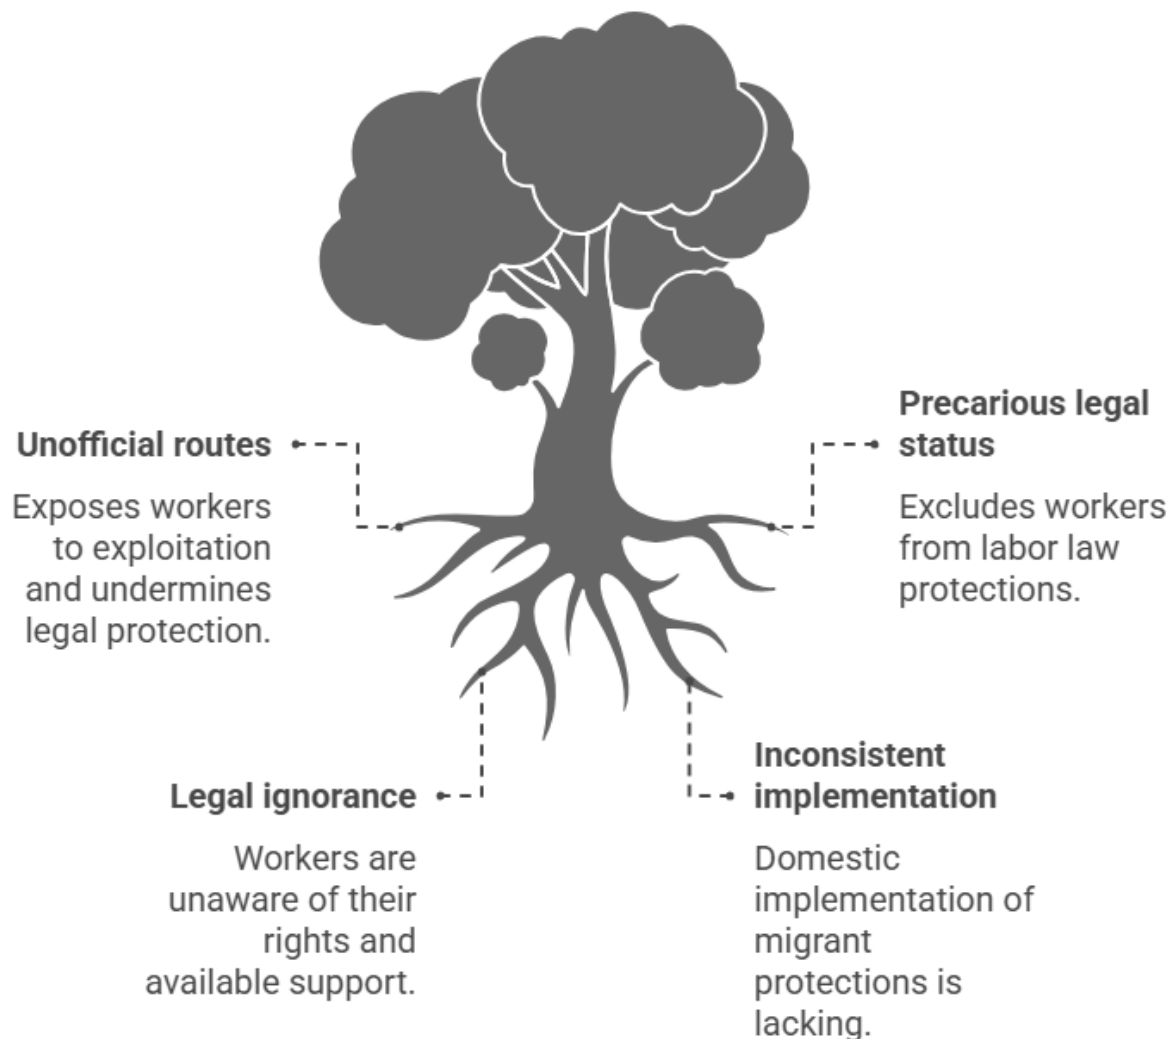 Unofficial routes
Exposes workers
to exploitation
and undermines
legal protection.
Precarious legal
status
Excludes workers
from labor law
protections.
Legal ignorance
Workers are
unaware of their
rights and
available support.
Inconsistent
implementation
Domestic
implementation of
migrant
protections is
lacking.